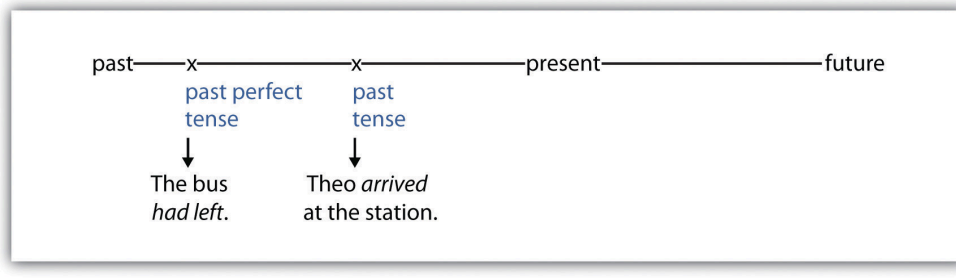 past x x present future
past perfect past
tense tense
The bus Theo arrived
had left. at the station.